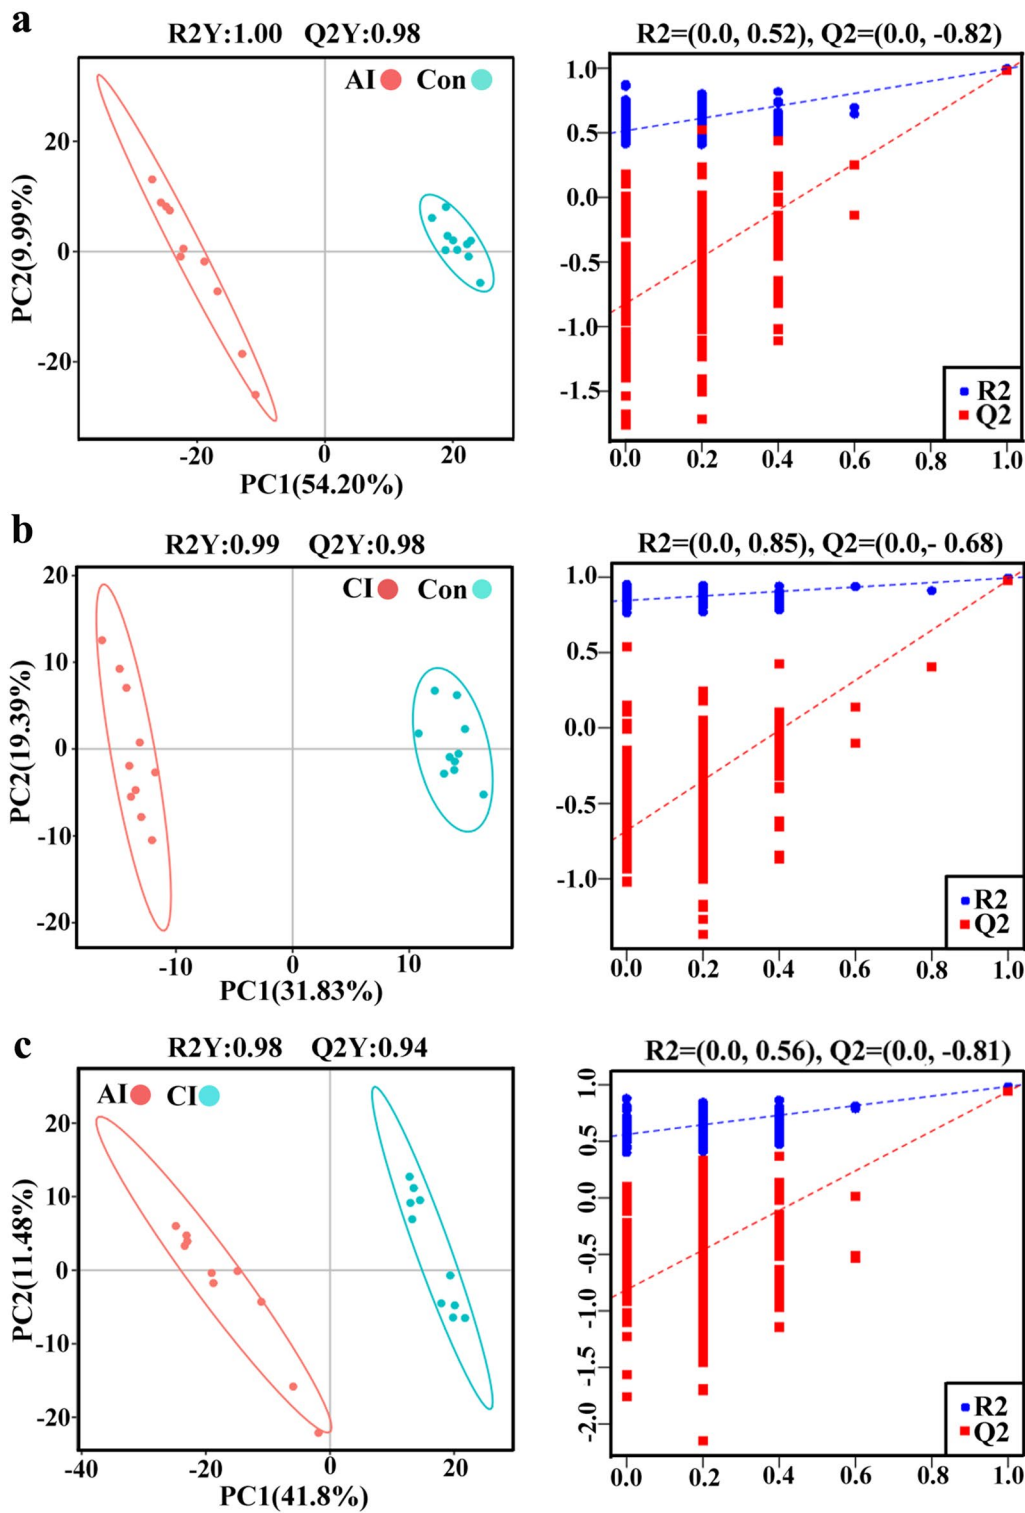 a
R2Y:1.00 Q2Y:0.98
AI Con
20
0
-20
PC2(9.99%)
-20 0 20
PC1(54.20%)
R2=(0.0, 0.52), Q2=(0.0, -0.82)
1.0
0.5
0.0
-0.5
-1.0
-1.5
R2
Q2
0.0 0.2 0.4 0.6 0.8 1.0
b
R2Y:0.99 Q2Y:0.98
CI Con
20
10
0
-10
-20
PC2(19.39%)
-10 0 10
PC1(31.83%)
R2=(0.0, 0.85), Q2=(0.0,- 0.68)
1.0
0.5
0.0
-0.5
-1.0
R2
Q2
0.0 0.2 0.4 0.6 0.8 1.0
c
R2Y:0.98 Q2Y:0.94
AI CI
20
10
0
-10
-20
PC2(11.48%)
-40 -20 0 20
PC1(41.8%)
R2=(0.0, 0.56), Q2=(0.0, -0.81)
1.0
0.5
0.0
-0.5
-1.0
-1.5
-2.0
R2
Q2
0.0 0.2 0.4 0.6 0.8 1.0